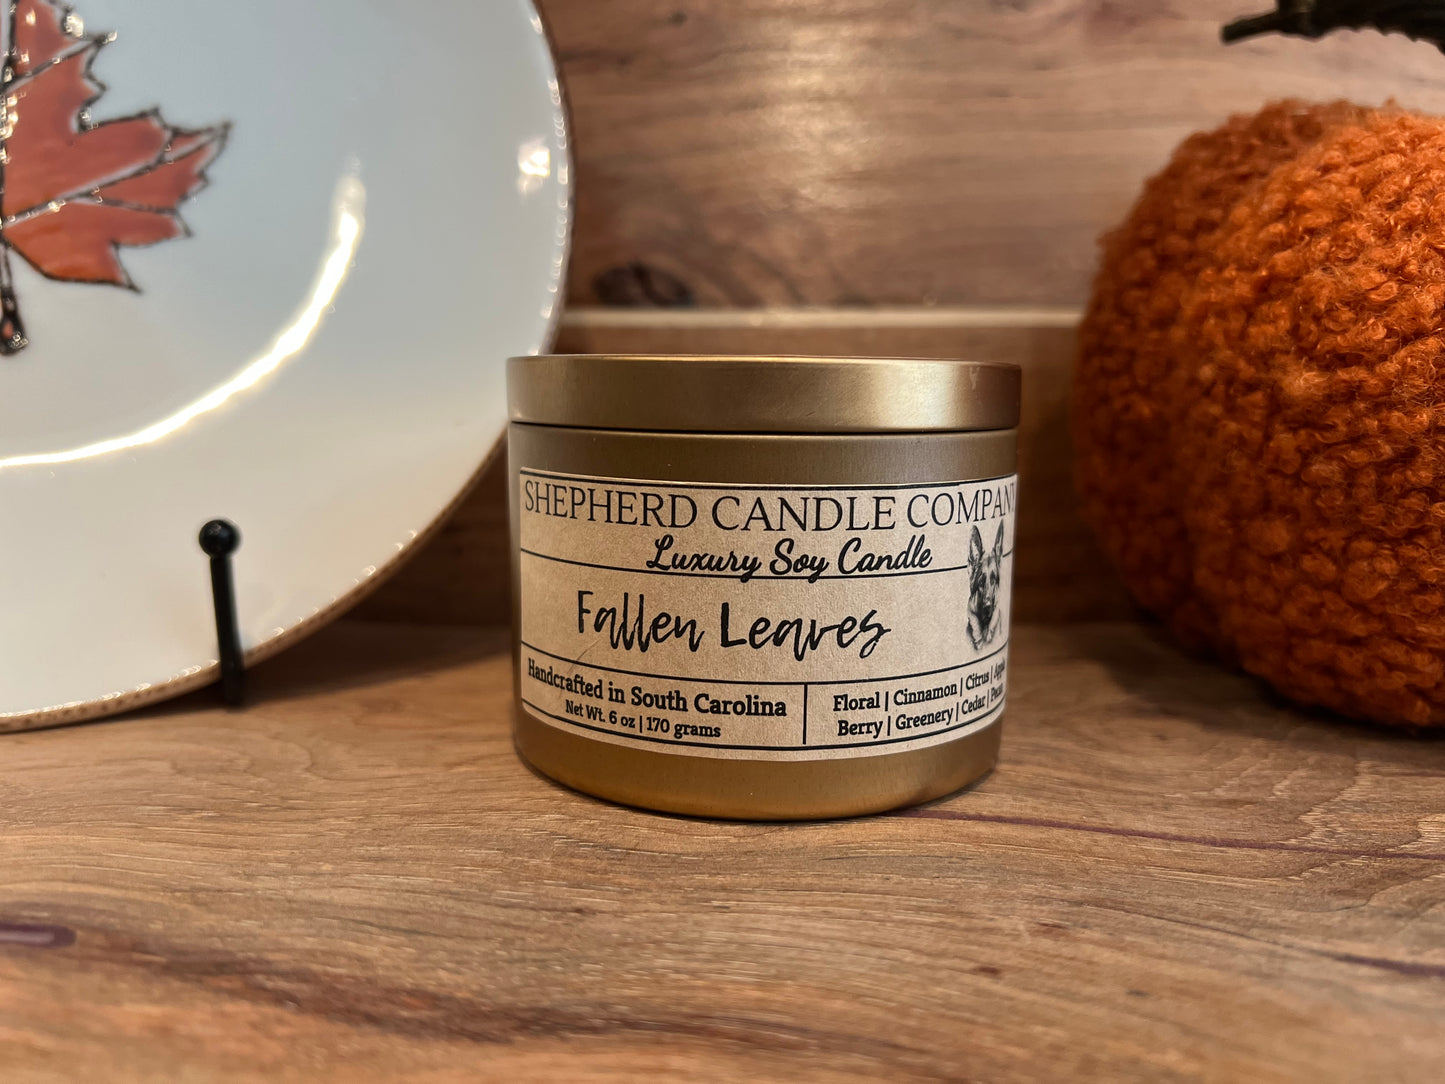 SHEPHERD CANDLE COMPANY
Luxury Soy Candle
Fallen Leaves
Handcrafted in South Carolina
Net Wt. 6 oz | 170 grams
Floral | Cinnamon | Citrus | Apple
Berry | Greenery | Cedar |